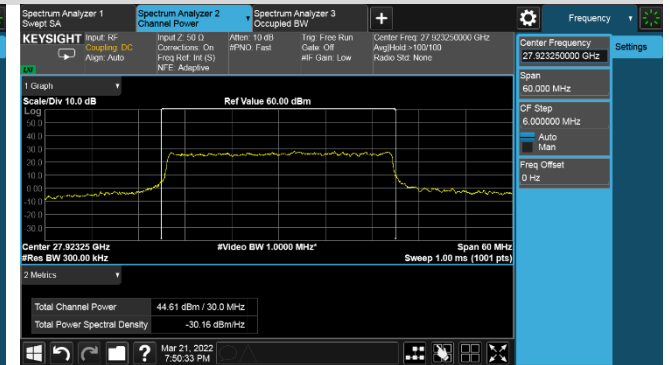 Spectrum Analyzer 1
Swept SA
Spectrum Analyzer 2
Channel Power
Spectrum Analyzer 3
Occupied BW
+
Frequency
KEYSIGHT
Input: RF
Coupling: DC
Align: Auto
Input Z: 50 Ω
Corrections: On
Freq Ref: Int (S)
NFE: Adaptive
Atten: 10 dB
#PNO: Fast
Trig: Free Run
Gate: Off
#IF Gain: Low
Center Freq: 27.923250000 GHz
Avg|Hold >100/100
Radio Std: None
Center Frequency
27.923250000 GHz
Settings
Span
60.000 MHz
CF Step
6.000000 MHz
Auto
Man
Freq Offset
0 Hz
1 Graph
Scale/Div 10.0 dB
Ref Value 60.00 dBm
Log
50.0
40.0
30.0
20.0
10.0
0.00
-10.0
-20.0
-30.0
Center 27.92325 GHz
#Video BW 1.0000 MHz*
Span 60 MHz
#Res BW 300.00 kHz
Sweep 1.00 ms (1001 pts)
2 Metrics
Total Channel Power
44.61 dBm / 30.0 MHz
Total Power Spectral Density
-30.16 dBm/Hz
?
Mar 21, 2022
7:50:33 PM